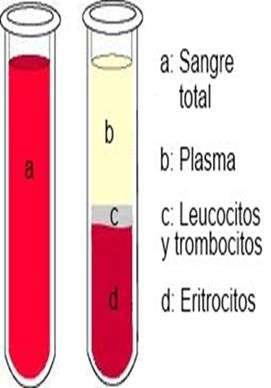 a: Sangre
total
b
a
b: Plasma
c
c: Leucocitos
y trombocitos
d
d: Eritrocitos